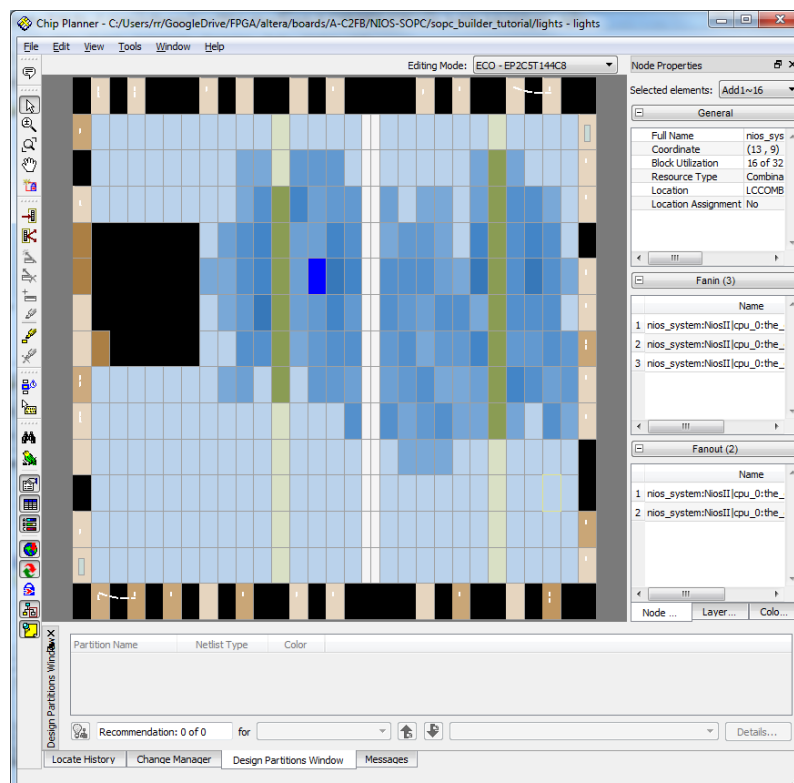 Chip Planner - C:/Users/rr/GoogleDrive/FPGA/altera/boards/A-C2FB/NIOS-SOPC/sopc_builder_tutorial/lights - lights
File Edit View Tools Window Help
Editing Mode: ECO - EP2C5T144C8
Node Properties
Selected elements: Add1~16
General
Full Name nios_sys
Coordinate (13 , 9)
Block Utilization 16 of 32
Resource Type Combina
Location LCCOMB
Location Assignment No
Fanin (3)
Name
1 nios_system:NiosII|cpu_0:the_
2 nios_system:NiosII|cpu_0:the_
3 nios_system:NiosII|cpu_0:the_
Fanout (2)
Name
1 nios_system:NiosII|cpu_0:the_
2 nios_system:NiosII|cpu_0:the_
Node ... Layer... Colo...
Design Partitions Window
Partition Name Netlist Type Color
Recommendation: 0 of 0 for Details...
Locate History Change Manager Design Partitions Window Messages